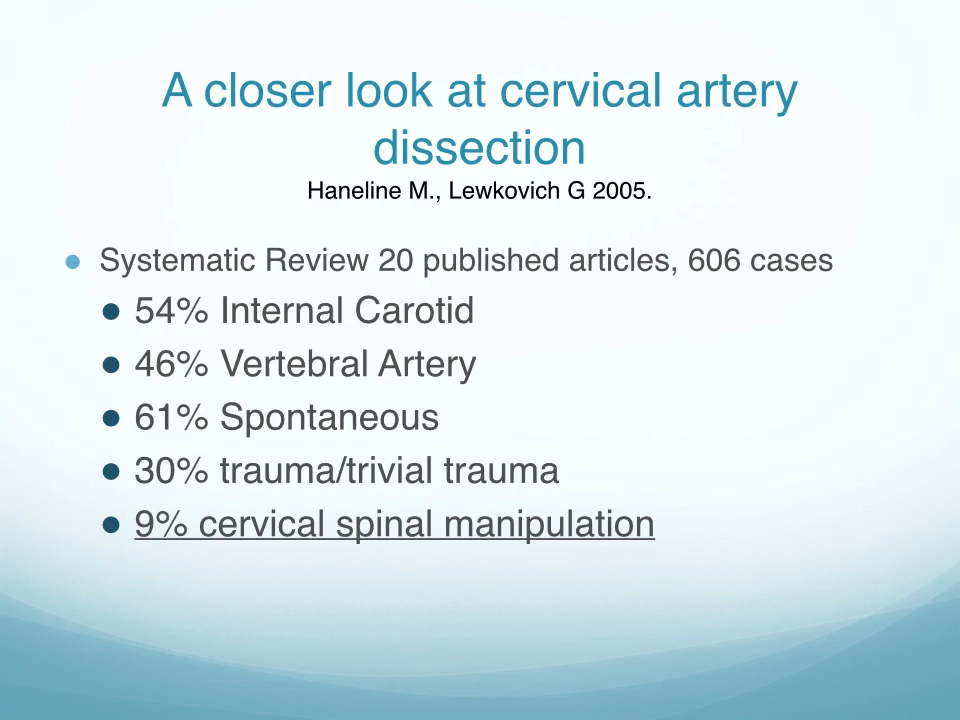 A closer look at cervical artery
dissection
Haneline M., Lewkovich G 2005.
● Systematic Review 20 published articles, 606 cases
● 54% Internal Carotid
● 46% Vertebral Artery
● 61% Spontaneous
● 30% trauma/trivial trauma
● 9% cervical spinal manipulation